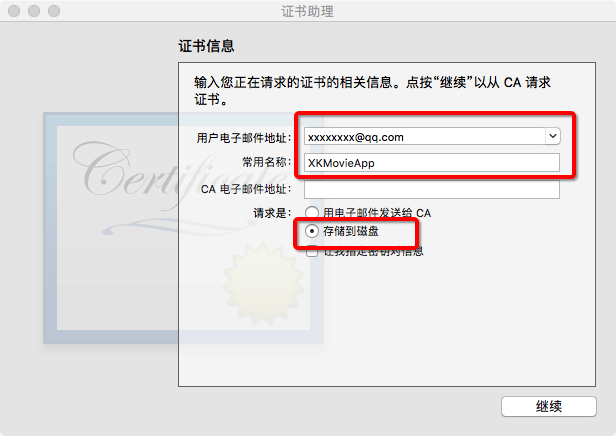 证书助理
证书信息
输入您正在请求的证书的相关信息。点按“继续”以从 CA 请求
证书。
Certificate
用户电子邮件地址: xxxxxxxx@qq.com
常用名称: XKMovieApp
CA 电子邮件地址:
请求是: 用电子邮件发送给 CA
存储到磁盘
让我指定密钥对信息
继续